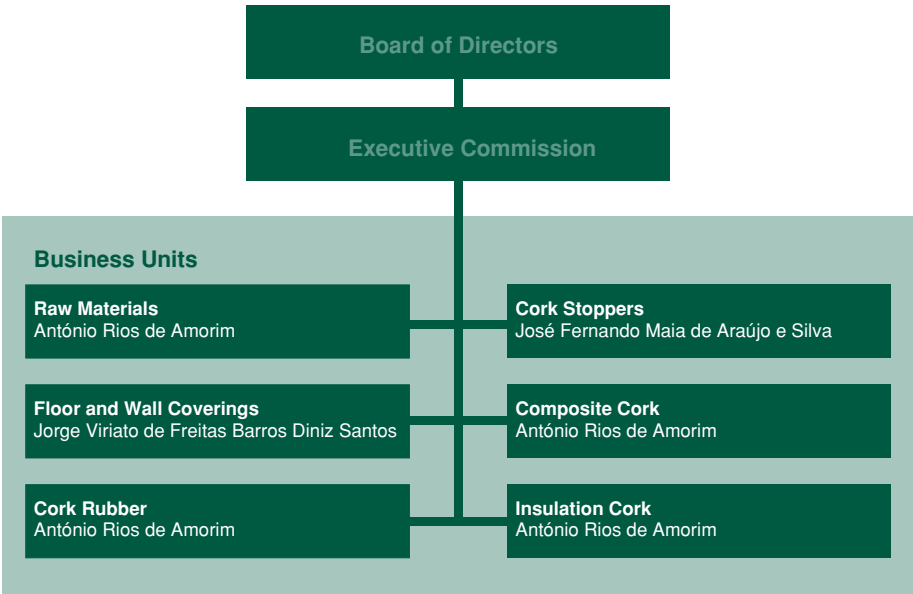 Board of Directors
Executive Commission
Business Units
Raw Materials
António Rios de Amorim
Cork Stoppers
José Fernando Maia de Araújo e Silva
Floor and Wall Coverings
Jorge Viriato de Freitas Barros Diniz Santos
Composite Cork
António Rios de Amorim
Cork Rubber
António Rios de Amorim
Insulation Cork
António Rios de Amorim